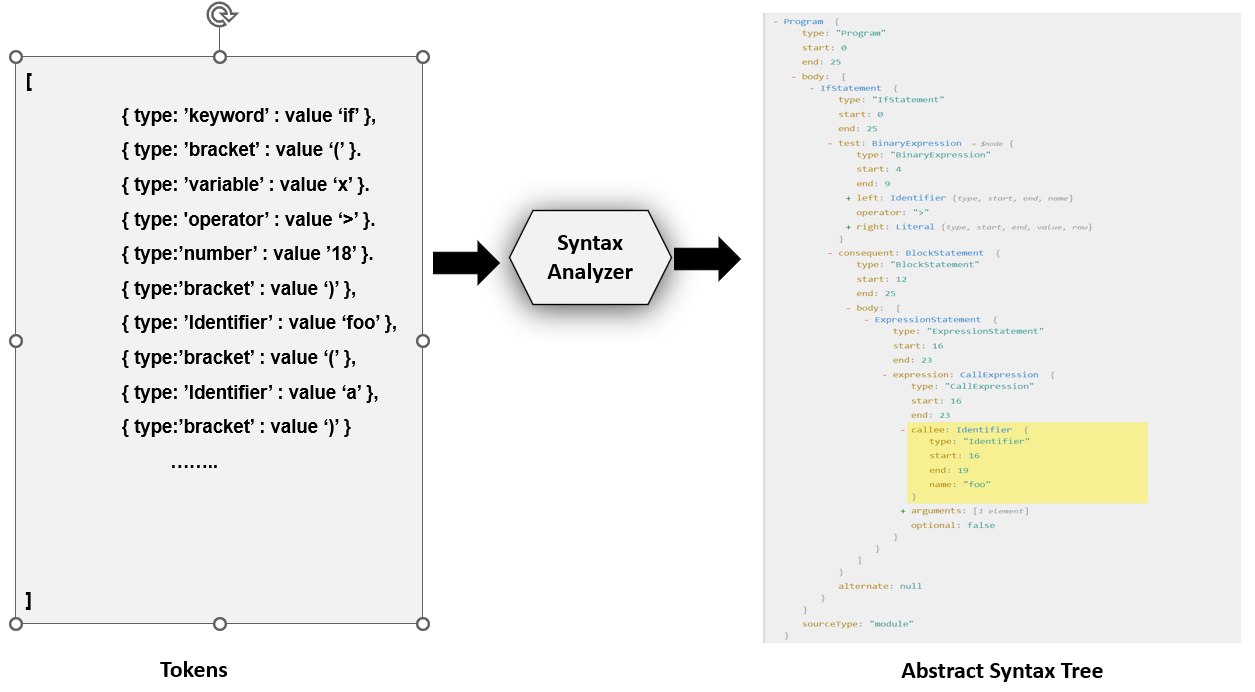 [
{ type: ’keyword’ : value ‘if’ },
{ type: ’bracket’ : value ‘(’ }.
{ type: ’variable’ : value ‘x’ }.
{ type: 'operator’ : value ‘>’ }.
{ type:’number’ : value ’18’ }.
{ type:’bracket’ : value ‘)’ },
{ type: ’Identifier’ : value ‘foo’ },
{ type:’bracket’ : value ‘(’ },
{ type: ’Identifier’ : value ‘a’ },
{ type:’bracket’ : value ‘)’ }
……..
]
Tokens
Syntax
Analyzer
- Program {
type: "Program"
start: 0
end: 25
- body: [
- IfStatement {
type: "IfStatement"
start: 0
end: 25
- test: BinaryExpression = $node {
type: "BinaryExpression"
start: 4
end: 9
+ left: Identifier {type, start, end, name}
operator: ">"
+ right: Literal {type, start, end, value, raw}
}
- consequent: BlockStatement {
type: "BlockStatement"
start: 12
end: 25
- body: [
- ExpressionStatement {
type: "ExpressionStatement"
start: 16
end: 23
- expression: CallExpression {
type: "CallExpression"
start: 16
end: 23
- callee: Identifier {
type: "Identifier"
start: 16
end: 19
name: "foo"
}
+ arguments: [1 element]
optional: false
}
}
]
}
alternate: null
}
]
sourceType: "module"
}
Abstract Syntax Tree